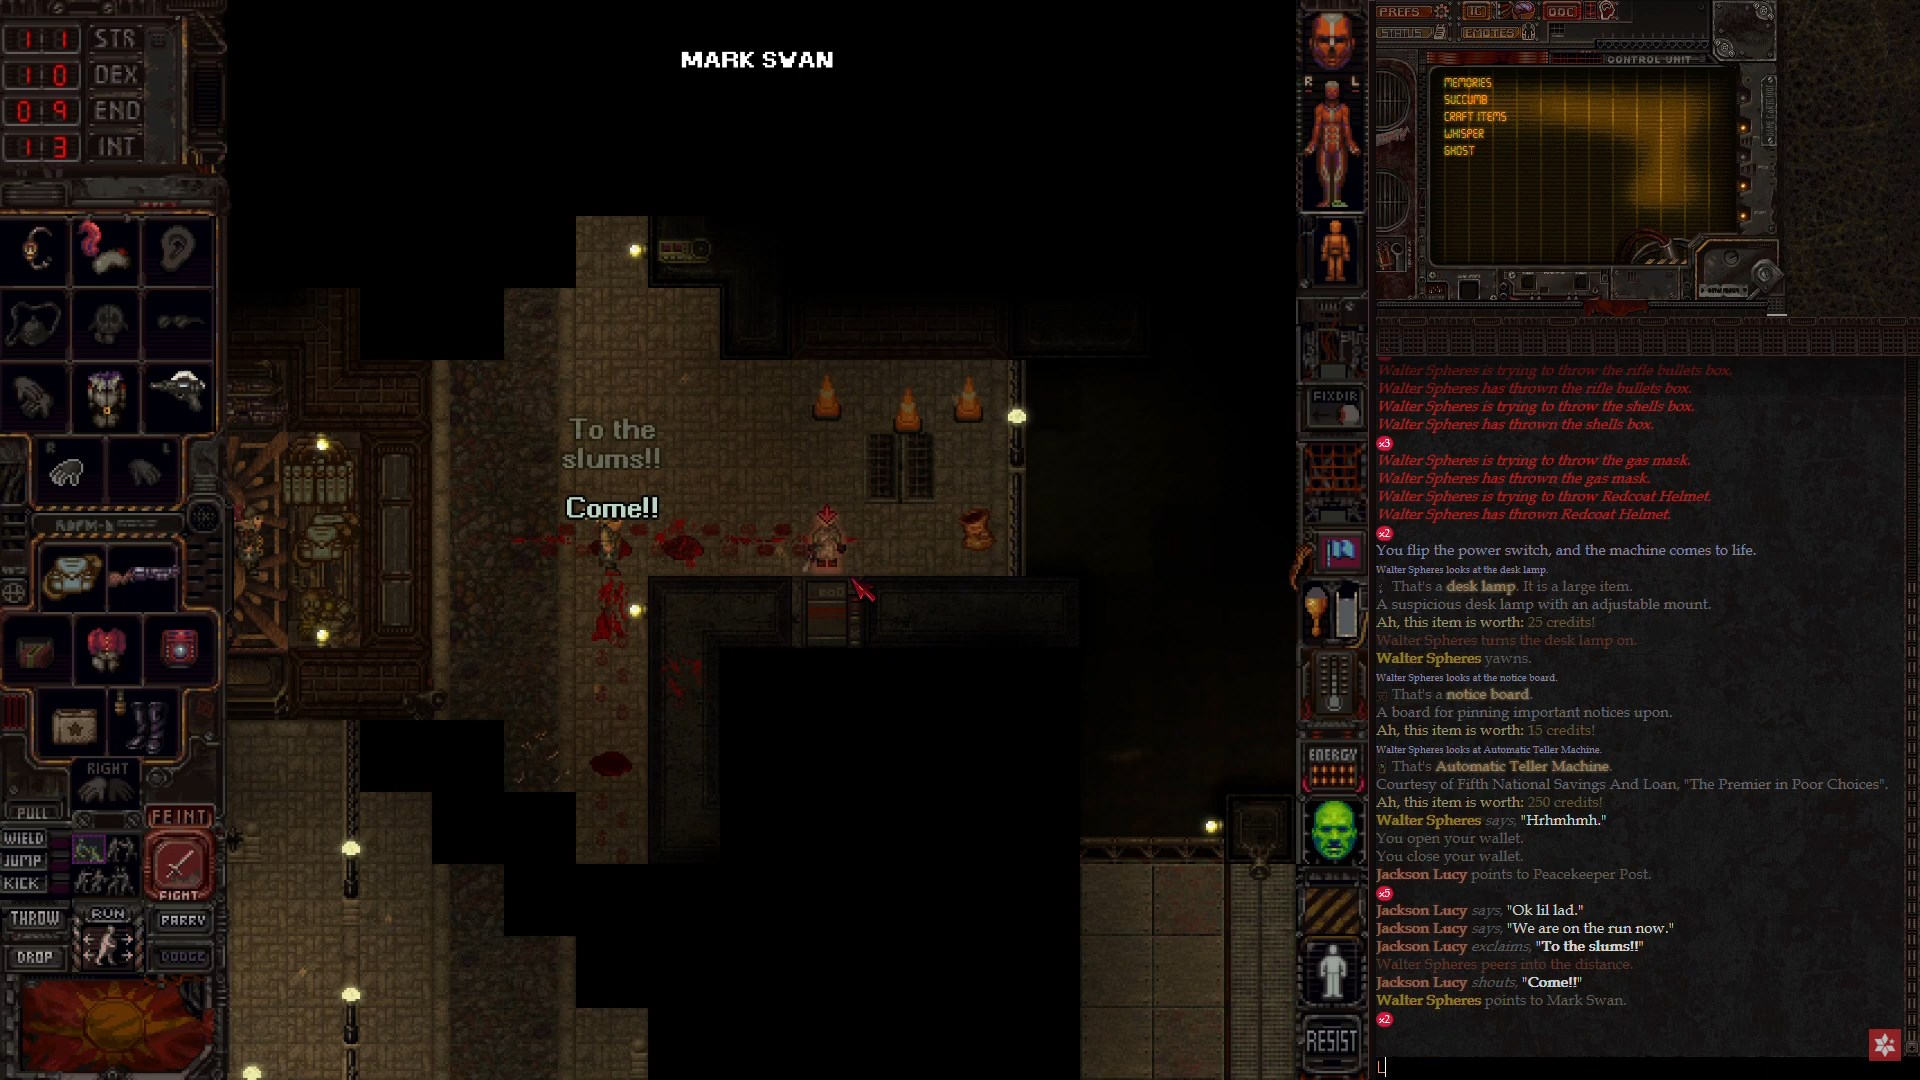 11 STR
10 DEX
09 END
13 INT
MARK SWAN
To the
slums!!
Come!!
R
L
RIGHT
PULL
FEINT
WIELD
JUMP
KICK
FIGHT
THROW
RUN
PARRY
DROP
DODGE
R L
FIXDIR
ENERGY
RESIST
PREFS
IC
OOC
STATUS
EMOTES
CONTROL UNIT
MEMORIES
SUCCUMB
CRAFT ITEMS
WHISPER
GHOST
Walter Spheres is trying to throw the rifle bullets box.
Walter Spheres has thrown the rifle bullets box.
Walter Spheres is trying to throw the shells box.
Walter Spheres has thrown the shells box.
x3
Walter Spheres is trying to throw the gas mask.
Walter Spheres has thrown the gas mask.
Walter Spheres is trying to throw Redcoat Helmet.
Walter Spheres has thrown Redcoat Helmet.
x2
You flip the power switch, and the machine comes to life.
Walter Spheres looks at the desk lamp.
That's a desk lamp. It is a large item.
A suspicious desk lamp with an adjustable mount.
Ah, this item is worth: 25 credits!
Walter Spheres turns the desk lamp on.
Walter Spheres yawns.
Walter Spheres looks at the notice board.
That's a notice board.
A board for pinning important notices upon.
Ah, this item is worth: 15 credits!
Walter Spheres looks at Automatic Teller Machine.
That's Automatic Teller Machine.
Courtesy of Fifth National Savings And Loan, "The Premier in Poor Choices".
Ah, this item is worth: 250 credits!
Walter Spheres says, "Hrhmhmh."
You open your wallet.
You close your wallet.
Jackson Lucy points to Peacekeeper Post.
x5
Jackson Lucy says, "Ok lil lad."
Jackson Lucy says, "We are on the run now."
Jackson Lucy exclaims, "To the slums!!"
Walter Spheres peers into the distance.
Jackson Lucy shouts, "Come!!"
Walter Spheres points to Mark Swan.
x2
L